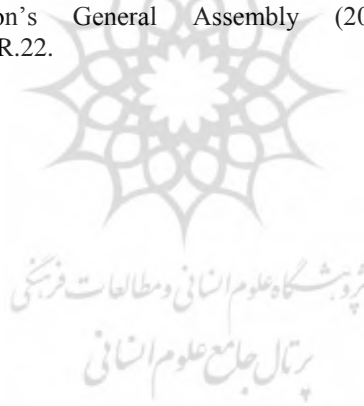 on's General Assembly (20
R.22.
پژوهشگاه علوم انسانی و مطالعات فرهنگی
پرتال جامع علوم انسانی